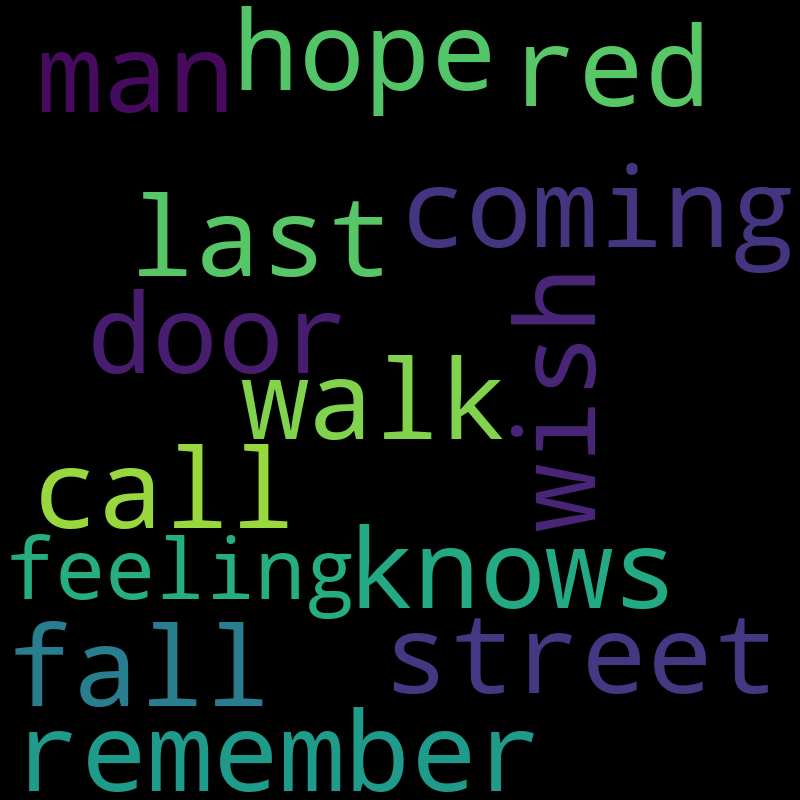 man hope red
last coming
door
wish
walk
call
feeling knows
fall street
remember